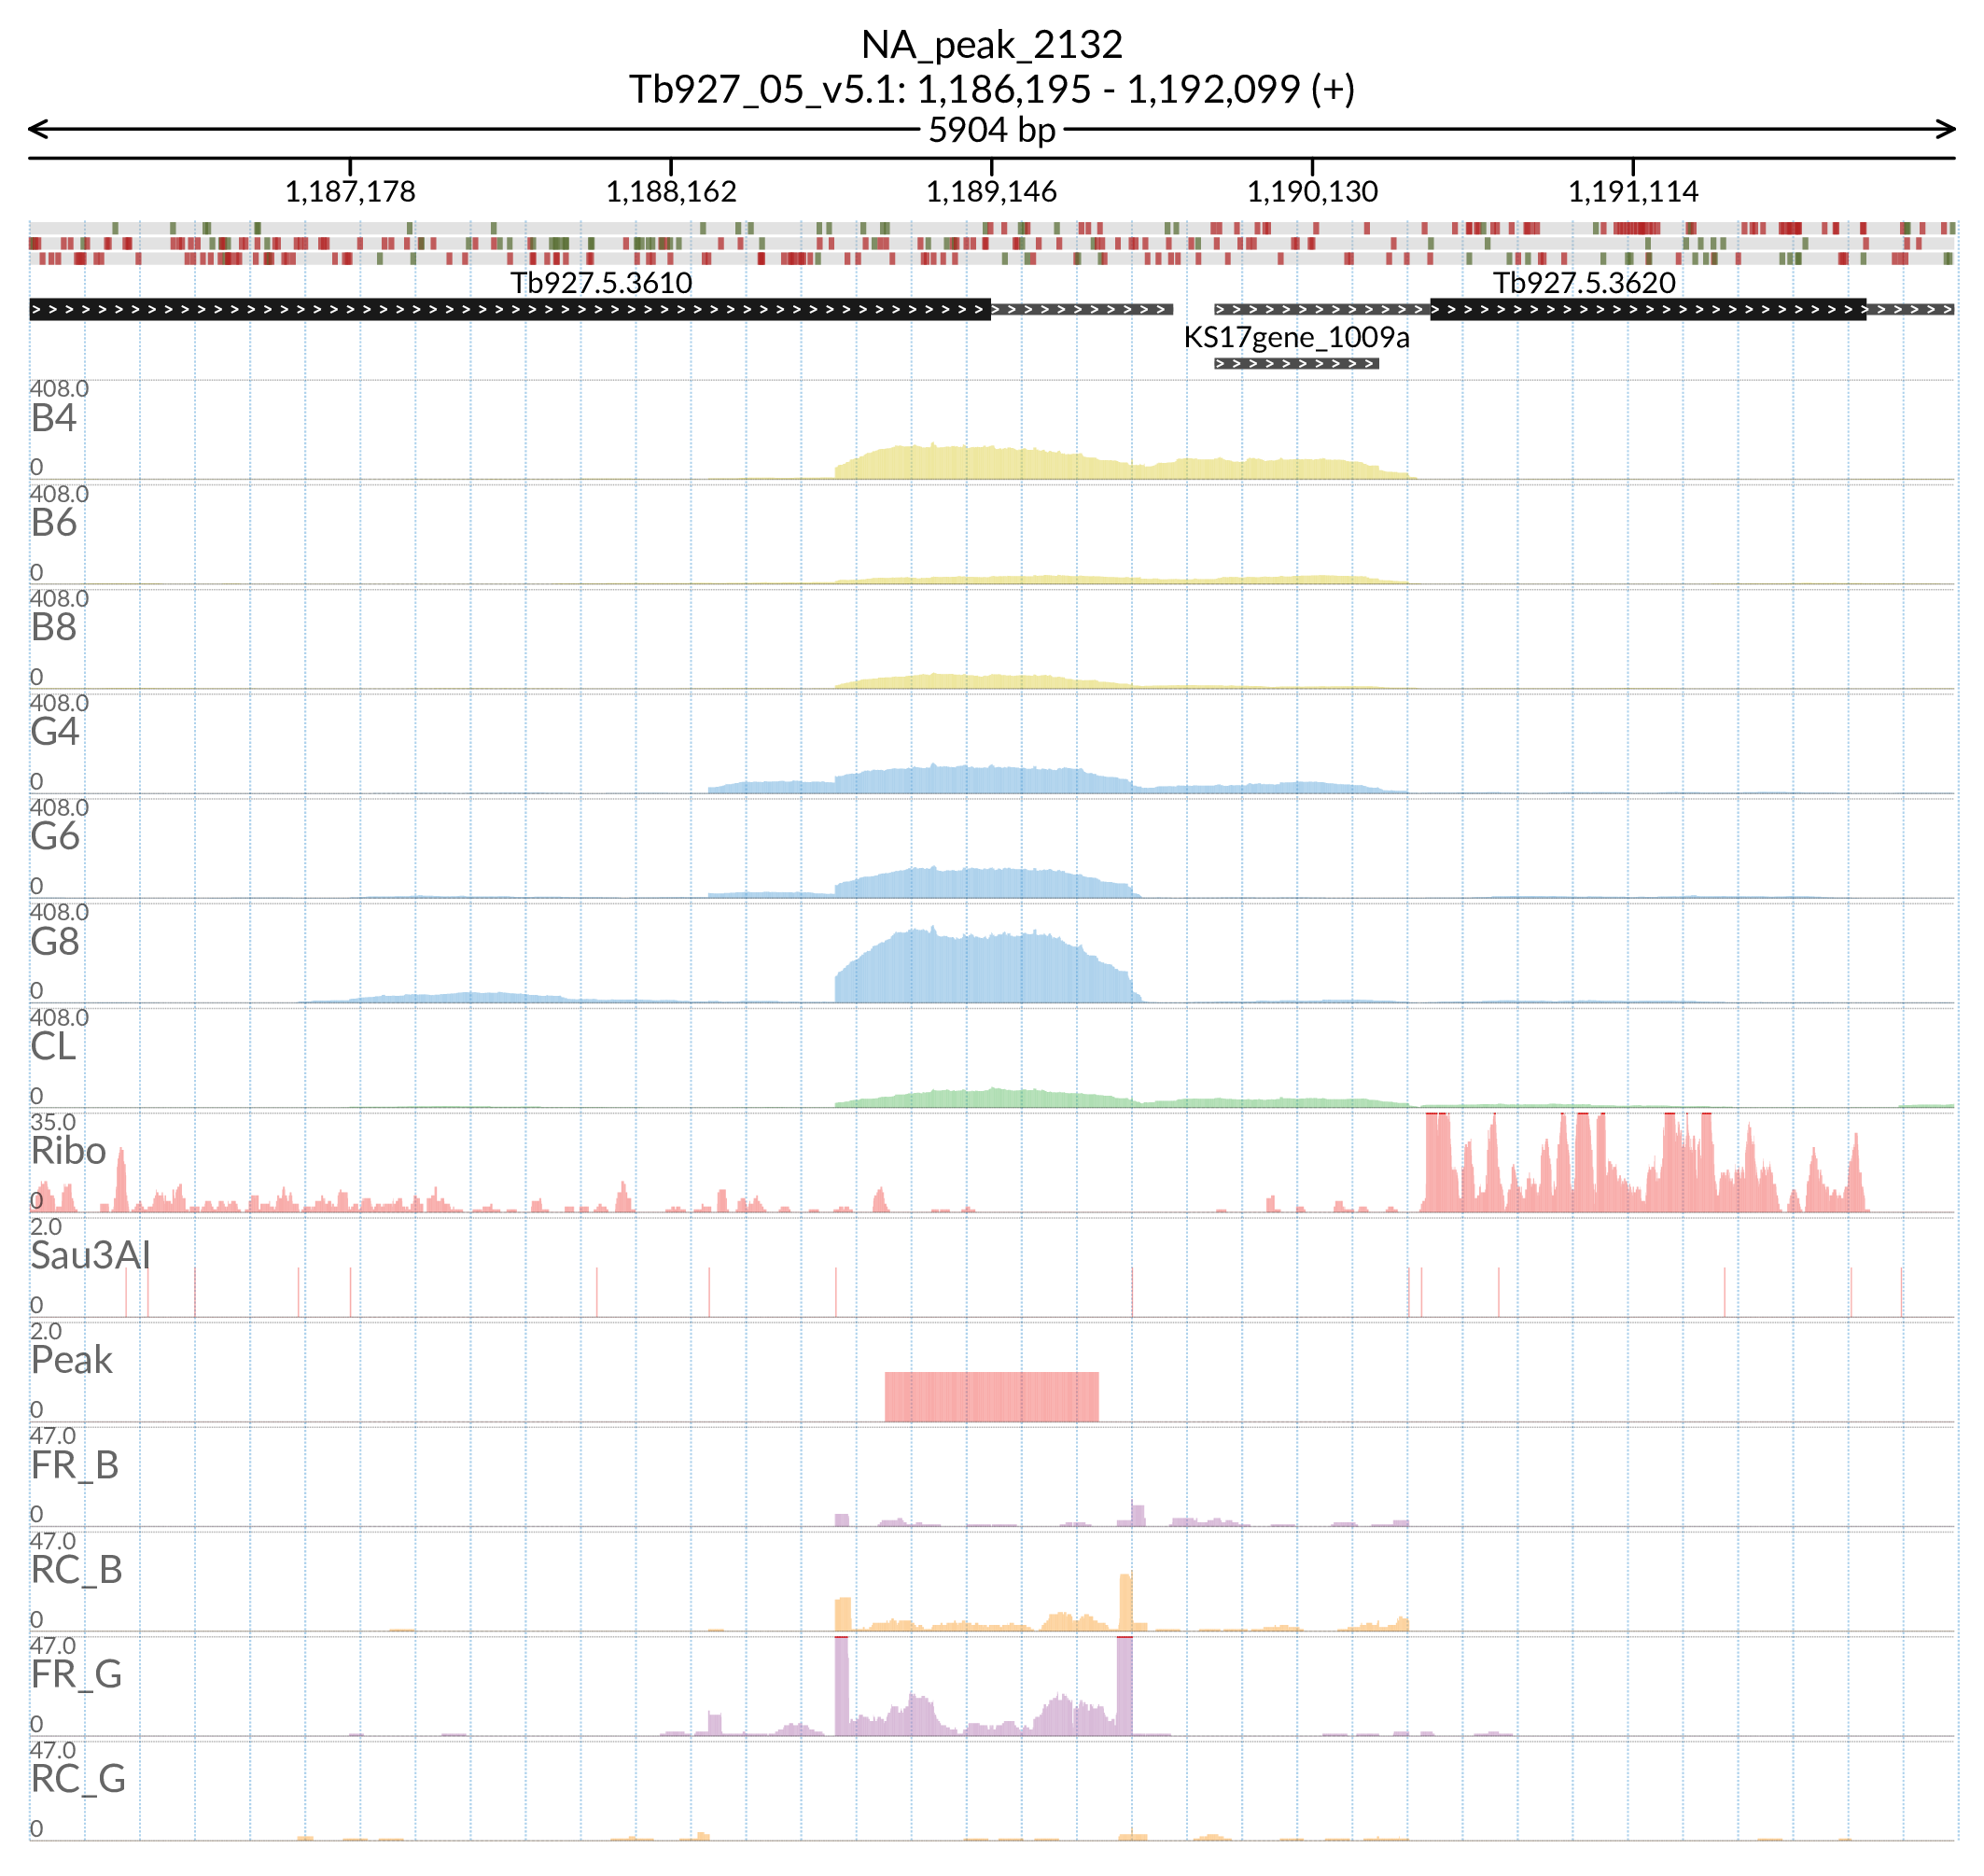 NA_peak_2132
Tb927_05_v5.1: 1,186,195 - 1,192,099 (+)
5904 bp
1,187,178 1,188,162 1,189,146 1,190,130 1,191,114
Tb927.5.3610 Tb927.5.3620
KS17gene_1009a
408.0
B4
0
408.0
B6
0
408.0
B8
0
408.0
G4
0
408.0
G6
0
408.0
G8
0
408.0
CL
0
35.0
Ribo
0
2.0
Sau3AI
0
2.0
Peak
0
47.0
FR_B
0
47.0
RC_B
0
47.0
FR_G
0
47.0
RC_G
0